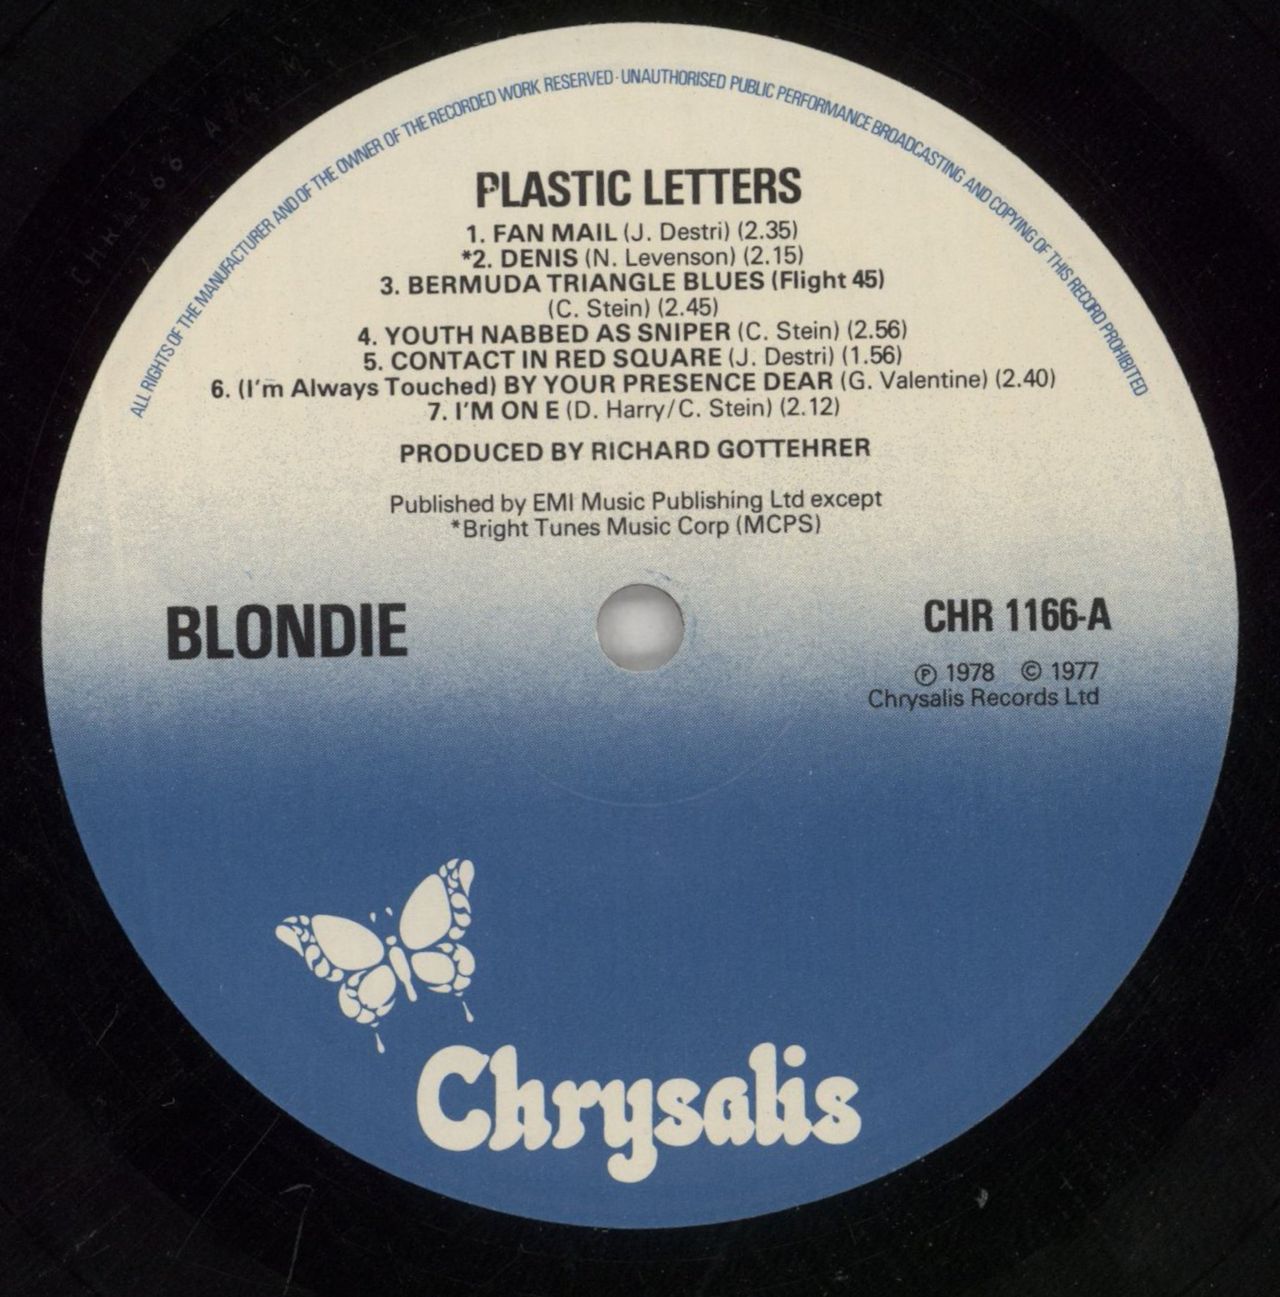 ALL RIGHTS OF THE MANUFACTURER AND OF THE OWNER OF THE RECORDED WORK RESERVED · UNAUTHORISED PUBLIC PERFORMANCE BROADCASTING AND COPYING OF THIS RECORD PROHIBITED
PLASTIC LETTERS
1. FAN MAIL (J. Destri) (2.35)
*2. DENIS (N. Levenson) (2.15)
3. BERMUDA TRIANGLE BLUES (Flight 45)
(C. Stein) (2.45)
4. YOUTH NABBED AS SNIPER (C. Stein) (2.56)
5. CONTACT IN RED SQUARE (J. Destri) (1.56)
6. (I'm Always Touched) BY YOUR PRESENCE DEAR (G. Valentine) (2.40)
7. I'M ON E (D. Harry/C. Stein) (2.12)
PRODUCED BY RICHARD GOTTEHRER
Published by EMI Music Publishing Ltd except
*Bright Tunes Music Corp (MCPS)
BLONDIE
CHR 1166-A
℗ 1978 © 1977
Chrysalis Records Ltd
Chrysalis